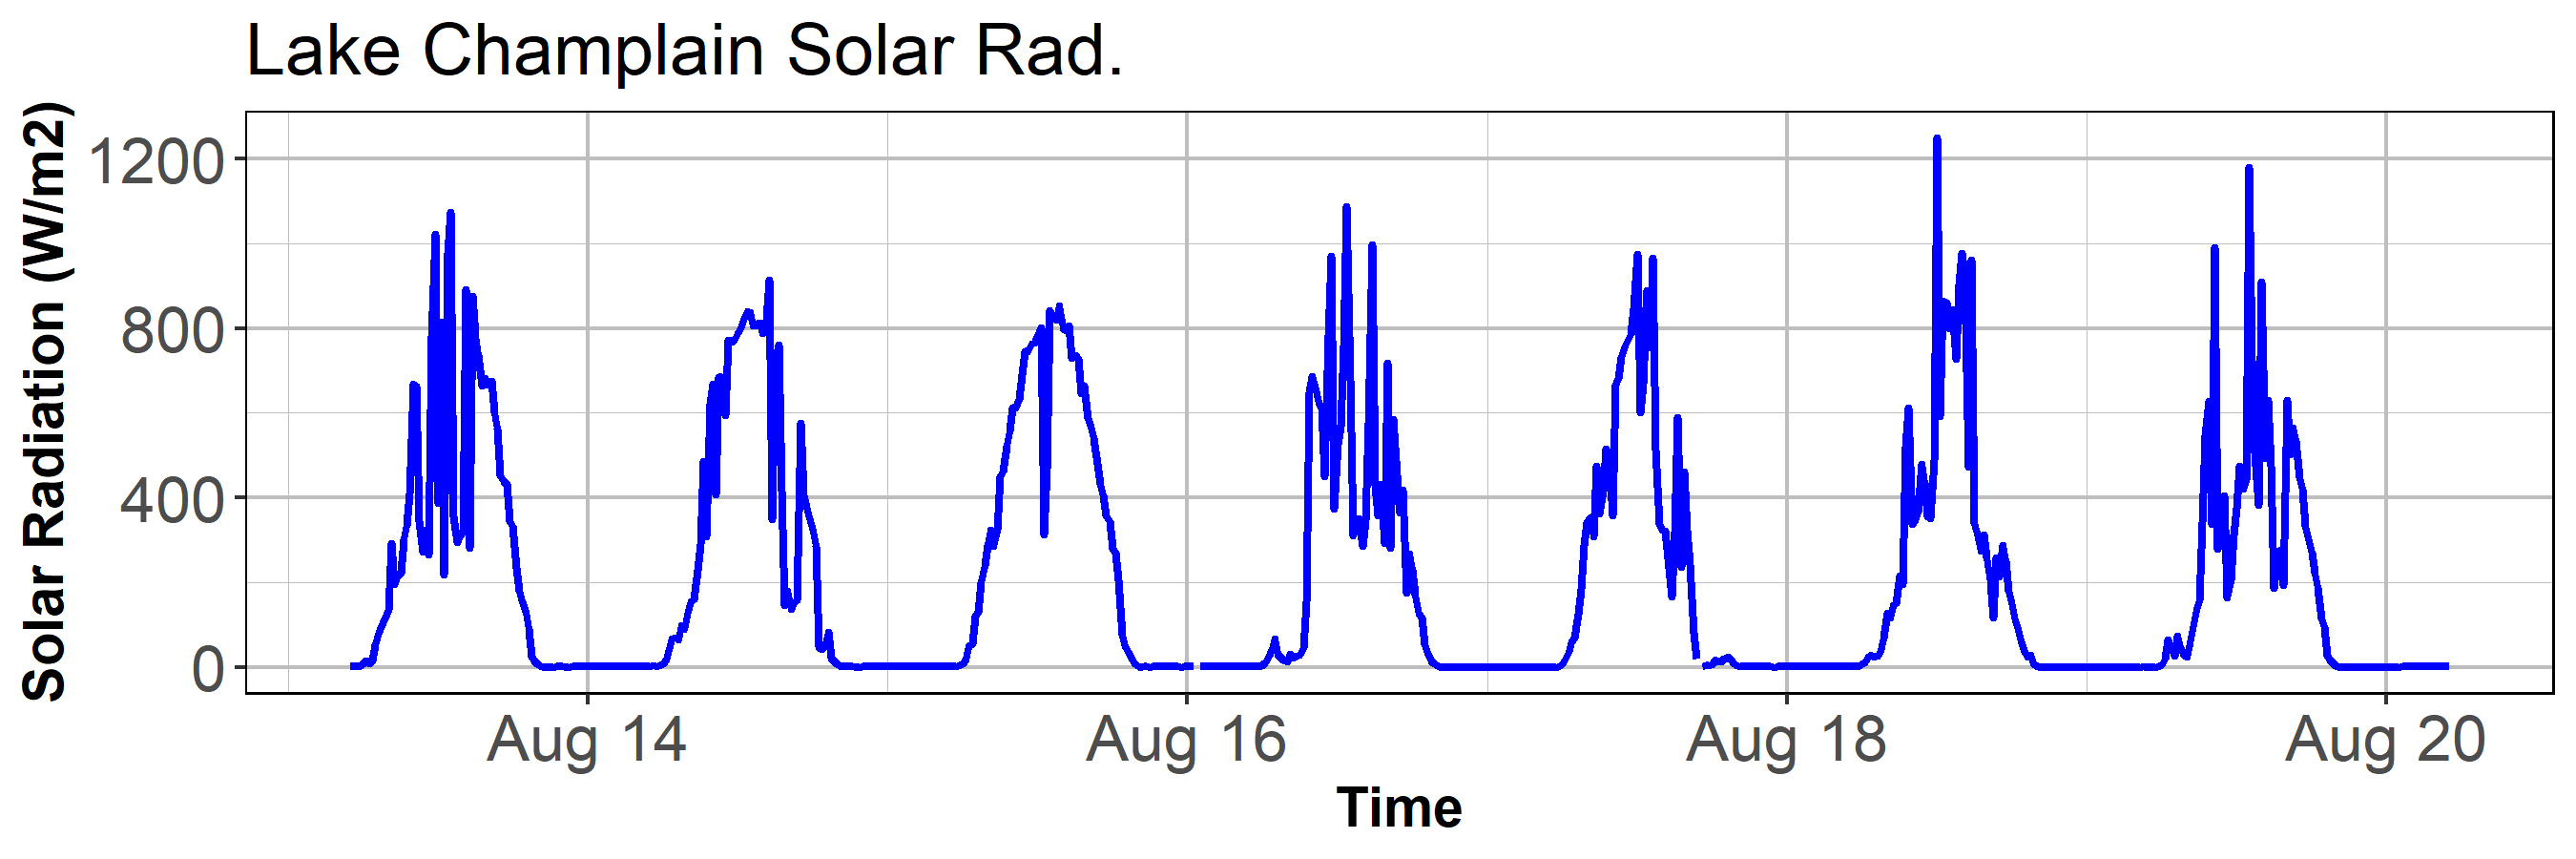 Lake Champlain Solar Rad.
Solar Radiation (W/m2)
1200
800
400
0
Aug 14
Aug 16
Aug 18
Aug 20
Time